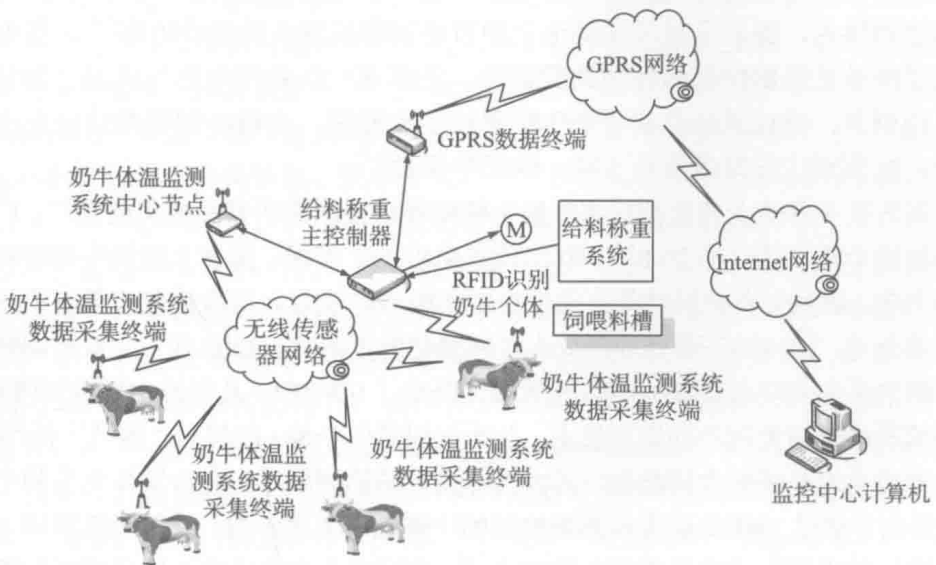 GPRS网络
GPRS数据终端
奶牛体温监测
系统中心节点
给料称重
主控制器
M
给料称重
系统
Internet网络
RFID识别
奶牛个体
奶牛体温监测系统
数据采集终端
无线传感
器网络
饲喂料槽
奶牛体温监测系统
数据采集终端
奶牛体温监
测系统数据
采集终端
奶牛体温监测系统
数据采集终端
监控中心计算机